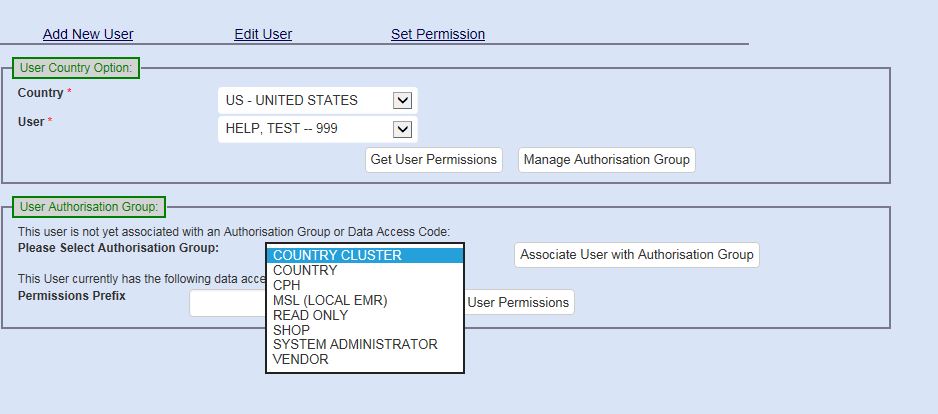 Add New User Edit User Set Permission
User Country Option:
Country * US - UNITED STATES
User * HELP, TEST -- 999
Get User Permissions Manage Authorisation Group
User Authorisation Group:
This user is not yet associated with an Authorisation Group or Data Access Code:
Please Select Authorisation Group: Associate User with Authorisation Group
COUNTRY CLUSTER
COUNTRY
CPH
MSL (LOCAL EMR)
READ ONLY
SHOP
SYSTEM ADMINISTRATOR
VENDOR
This User currently has the following data
Permissions Prefix User Permissions